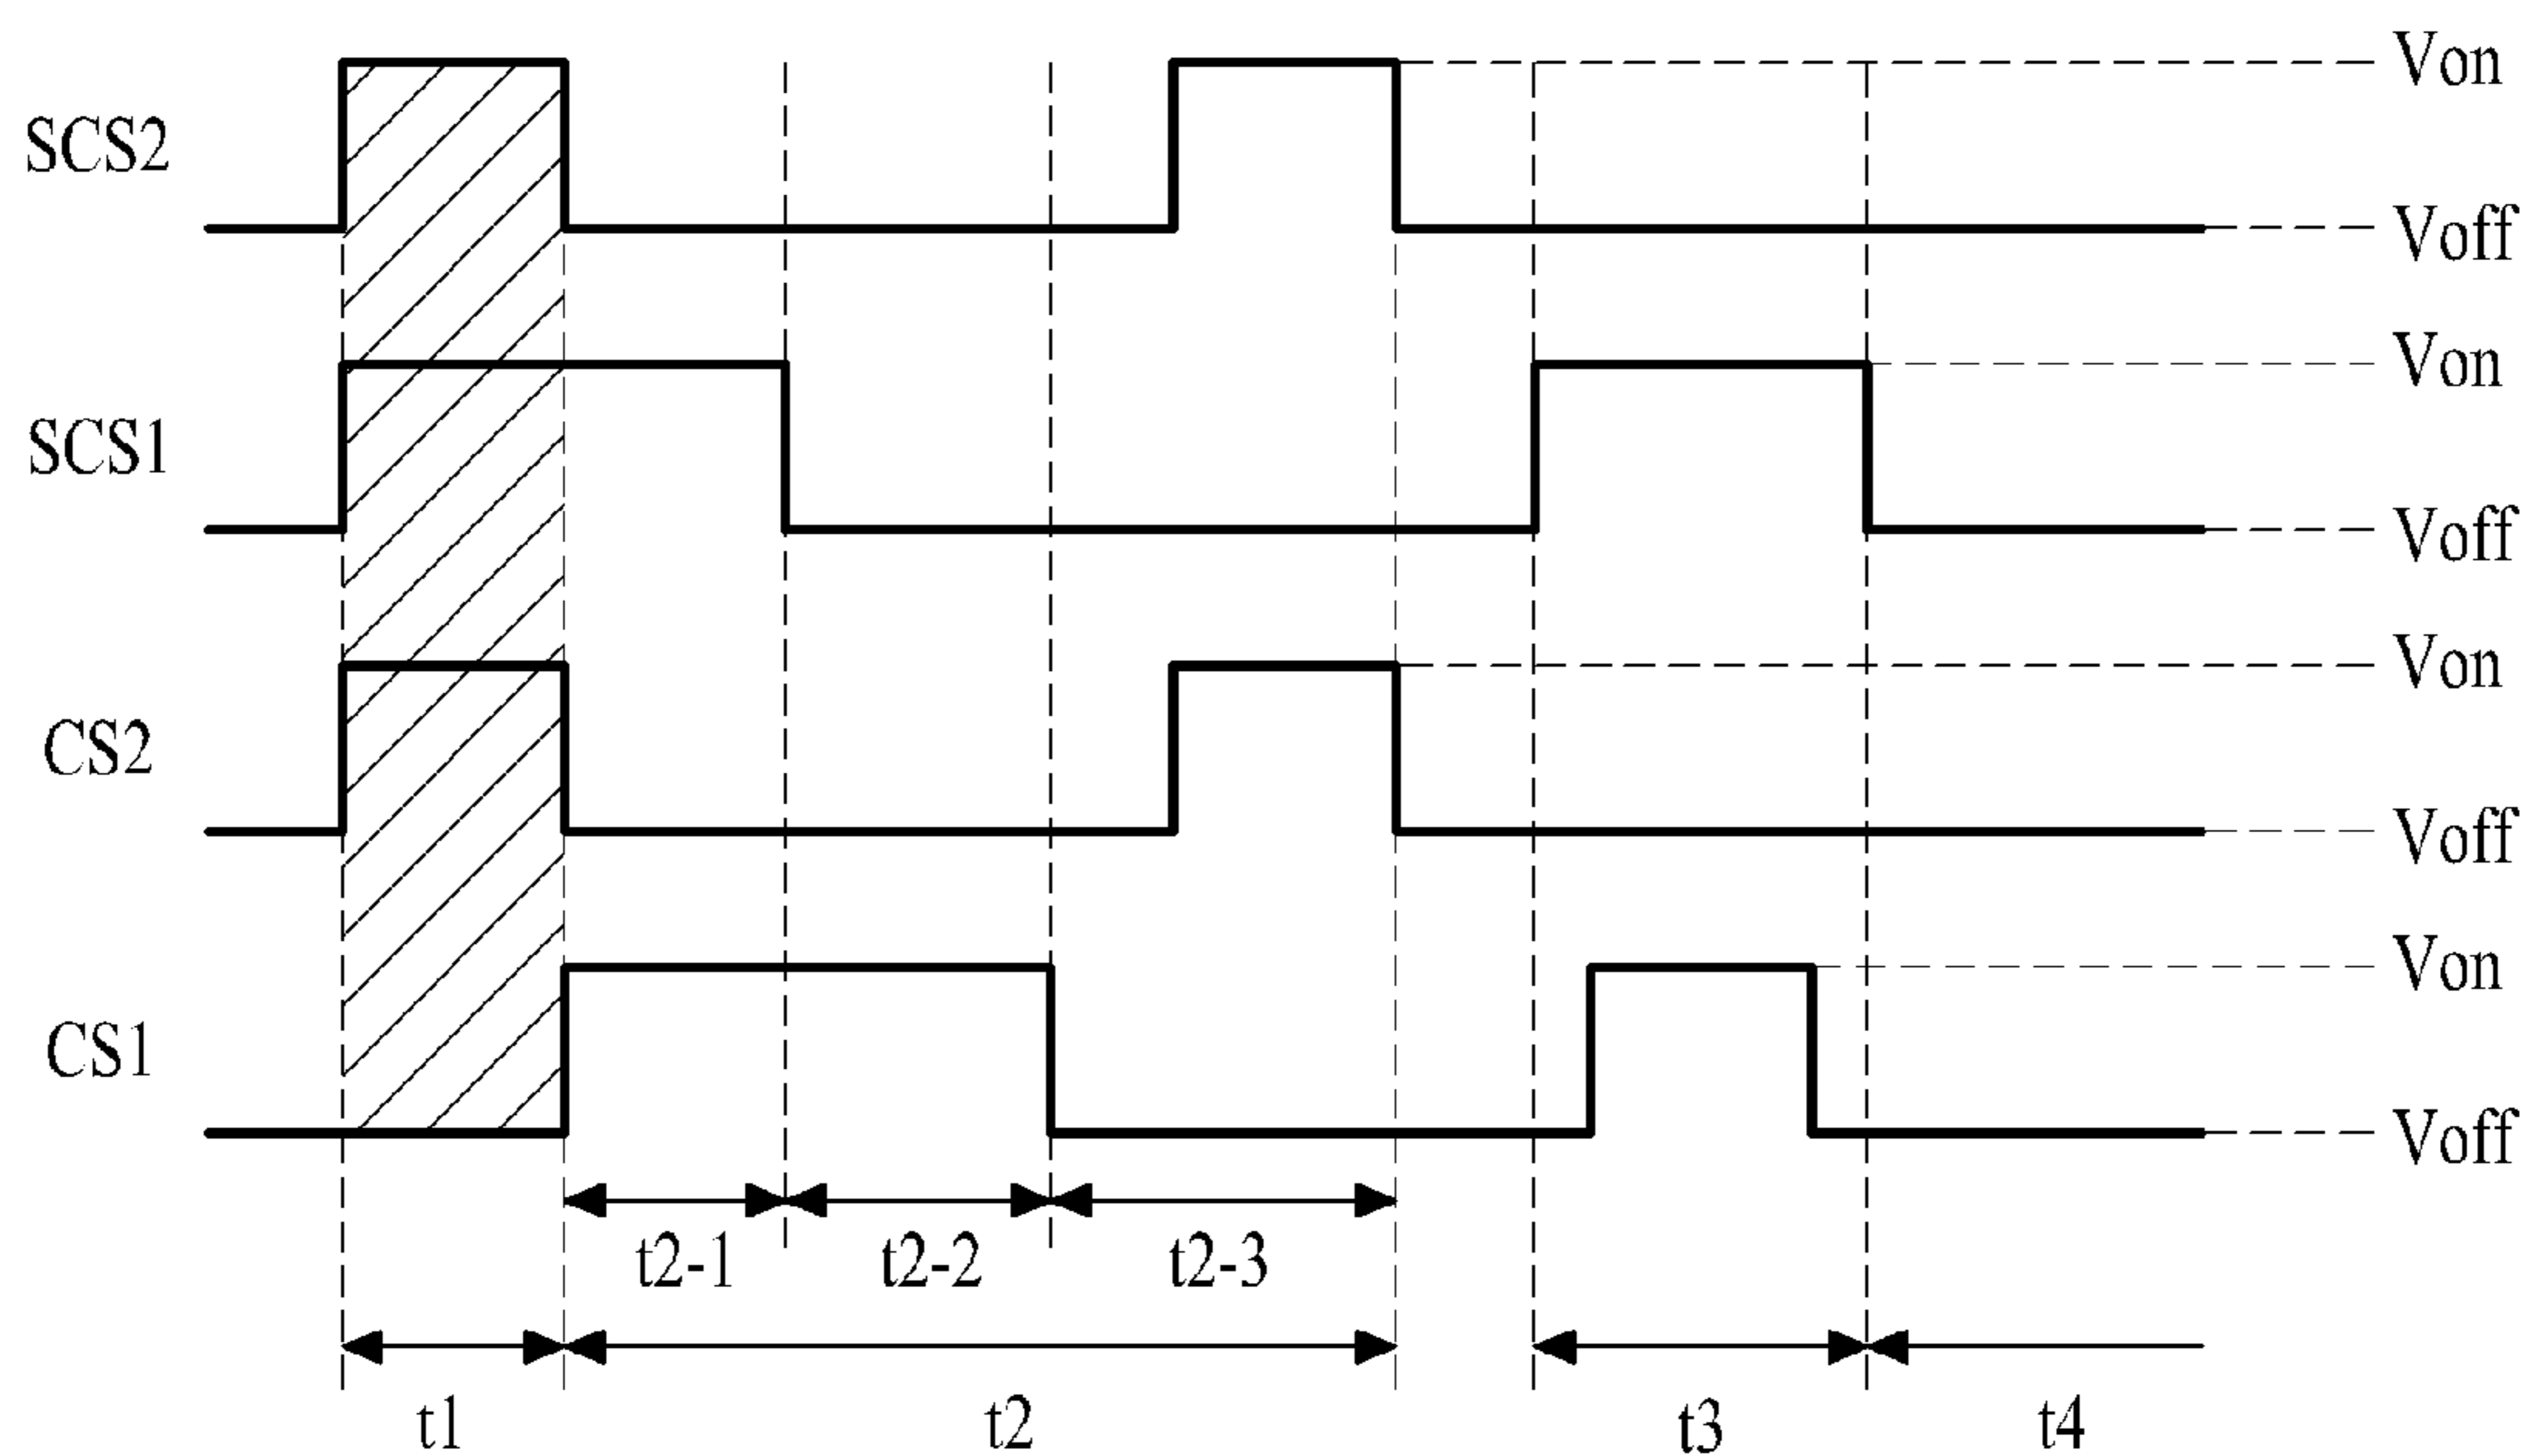 Von
SCS2
Voff
Von
SCS1
Voff
Von
CS2
Voff
Von
CS1
Voff
t2-1 t2-2 t2-3
t1 t2 t3 t4